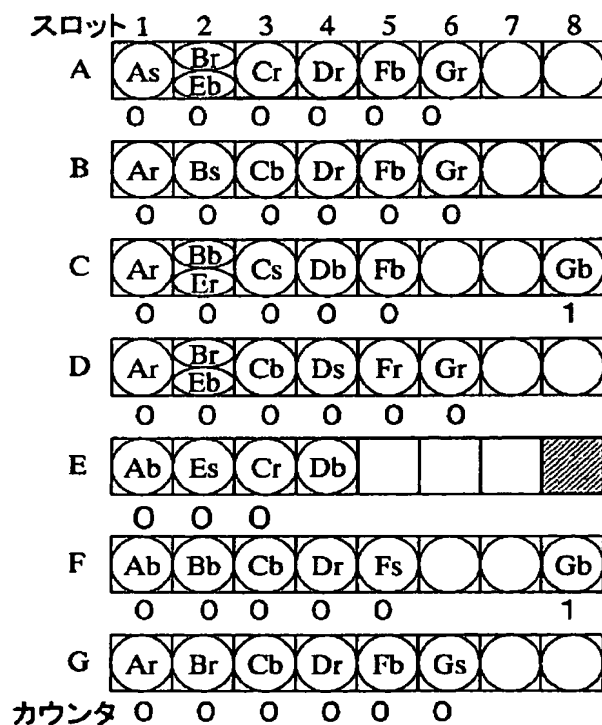 スロット 1 2 3 4 5 6 7 8
A As Br Eb Cr Dr Fb Gr
0 0 0 0 0 0
B Ar Bs Cb Dr Fb Gr
0 0 0 0 0 0
C Ar Bb Er Cs Db Fb Gb
0 0 0 0 0 1
D Ar Br Eb Cb Ds Fr Gr
0 0 0 0 0 0
E Ab Es Cr Db
0 0 0
F Ab Bb Cb Dr Fs Gb
0 0 0 0 0 1
G Ar Br Cb Dr Fb Gs
カウンタ 0 0 0 0 0 0